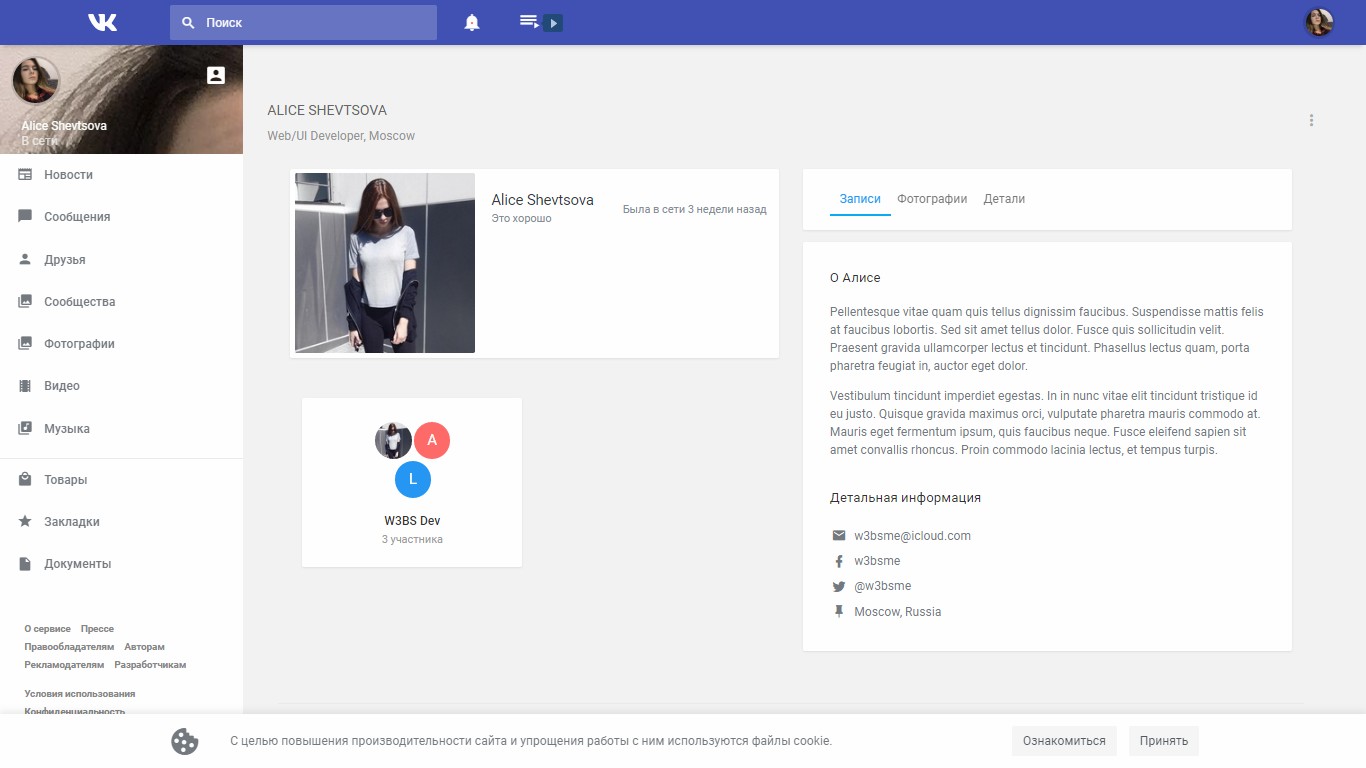 Поиск
Alice Shevtsova
В сети
Новости
Сообщения
Друзья
Сообщества
Фотографии
Видео
Музыка
Товары
Закладки
Документы
О сервисе Прессе
Правообладателям Авторам
Рекламодателям Разработчикам
Условия использования
Конфиденциальность
ALICE SHEVTSOVA
Web/UI Developer, Moscow
Alice Shevtsova
Это хорошо
Была в сети 3 недели назад
A
L
W3BS Dev
3 участника
Записи Фотографии Детали
О Алисе
Pellentesque vitae quam quis tellus dignissim faucibus. Suspendisse mattis felis
at faucibus lobortis. Sed sit amet tellus dolor. Fusce quis sollicitudin velit.
Praesent gravida ullamcorper lectus et tincidunt. Phasellus lectus quam, porta
pharetra feugiat in, auctor eget dolor.
Vestibulum tincidunt imperdiet egestas. In in nunc vitae elit tincidunt tristique id
eu justo. Quisque gravida maximus orci, vulputate pharetra mauris commodo at.
Mauris eget fermentum ipsum, quis faucibus neque. Fusce eleifend sapien sit
amet convallis rhoncus. Proin commodo lacinia lectus, et tempus turpis.
Детальная информация
w3bsme@icloud.com
w3bsme
@w3bsme
Moscow, Russia
С целью повышения производительности сайта и упрощения работы с ним используются файлы cookie.
Ознакомиться Принять